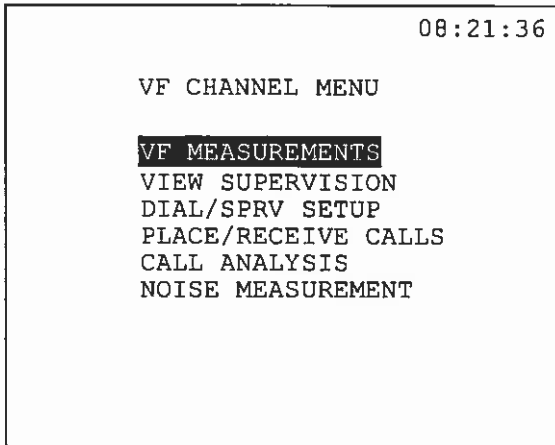 08:21:36
VF CHANNEL MENU
VF MEASUREMENTS
VIEW SUPERVISION
DIAL/SPRV SETUP
PLACE/RECEIVE CALLS
CALL ANALYSIS
NOISE MEASUREMENT